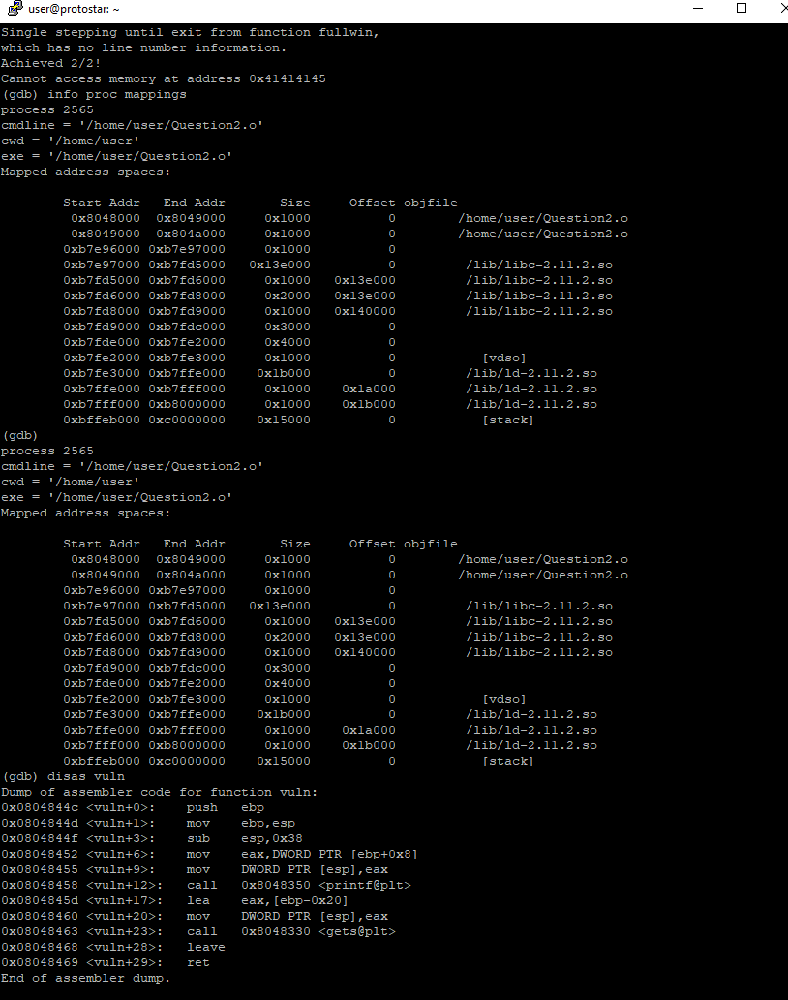 user@protostar: ~
Single stepping until exit from function fullwin,
which has no line number information.
Achieved 2/2!
Cannot access memory at address 0x41414145
(gdb) info proc mappings
process 2565
cmdline = '/home/user/Question2.o'
cwd = '/home/user'
exe = '/home/user/Question2.o'
Mapped address spaces:
Start Addr End Addr Size Offset objfile
0x8048000 0x8049000 0x1000 0 /home/user/Question2.o
0x8049000 0x804a000 0x1000 0 /home/user/Question2.o
0xb7e96000 0xb7e97000 0x1000 0
0xb7e97000 0xb7fd5000 0x13e000 0 /lib/libc-2.11.2.so
0xb7fd5000 0xb7fd6000 0x1000 0x13e000 /lib/libc-2.11.2.so
0xb7fd6000 0xb7fd8000 0x2000 0x13e000 /lib/libc-2.11.2.so
0xb7fd8000 0xb7fd9000 0x1000 0x140000 /lib/libc-2.11.2.so
0xb7fd9000 0xb7fdc000 0x3000 0
0xb7fde000 0xb7fe2000 0x4000 0
0xb7fe2000 0xb7fe3000 0x1000 0 [vdso]
0xb7fe3000 0xb7ffe000 0x1b000 0 /lib/ld-2.11.2.so
0xb7ffe000 0xb7fff000 0x1000 0x1a000 /lib/ld-2.11.2.so
0xb7fff000 0xb8000000 0x1000 0x1b000 /lib/ld-2.11.2.so
0xbffeb000 0xc0000000 0x15000 0 [stack]
(gdb)
process 2565
cmdline = '/home/user/Question2.o'
cwd = '/home/user'
exe = '/home/user/Question2.o'
Mapped address spaces:
Start Addr End Addr Size Offset objfile
0x8048000 0x8049000 0x1000 0 /home/user/Question2.o
0x8049000 0x804a000 0x1000 0 /home/user/Question2.o
0xb7e96000 0xb7e97000 0x1000 0
0xb7e97000 0xb7fd5000 0x13e000 0 /lib/libc-2.11.2.so
0xb7fd5000 0xb7fd6000 0x1000 0x13e000 /lib/libc-2.11.2.so
0xb7fd6000 0xb7fd8000 0x2000 0x13e000 /lib/libc-2.11.2.so
0xb7fd8000 0xb7fd9000 0x1000 0x140000 /lib/libc-2.11.2.so
0xb7fd9000 0xb7fdc000 0x3000 0
0xb7fde000 0xb7fe2000 0x4000 0
0xb7fe2000 0xb7fe3000 0x1000 0 [vdso]
0xb7fe3000 0xb7ffe000 0x1b000 0 /lib/ld-2.11.2.so
0xb7ffe000 0xb7fff000 0x1000 0x1a000 /lib/ld-2.11.2.so
0xb7fff000 0xb8000000 0x1000 0x1b000 /lib/ld-2.11.2.so
0xbffeb000 0xc0000000 0x15000 0 [stack]
(gdb) disas vuln
Dump of assembler code for function vuln:
0x0804844c <vuln+0>: push ebp
0x0804844d <vuln+1>: mov ebp,esp
0x0804844f <vuln+3>: sub esp,0x38
0x08048452 <vuln+6>: mov eax,DWORD PTR [ebp+0x8]
0x08048455 <vuln+9>: mov DWORD PTR [esp],eax
0x08048458 <vuln+12>: call 0x8048350 <printf@plt>
0x0804845d <vuln+17>: lea eax,[ebp-0x20]
0x08048460 <vuln+20>: mov DWORD PTR [esp],eax
0x08048463 <vuln+23>: call 0x8048330 <gets@plt>
0x08048468 <vuln+28>: leave
0x08048469 <vuln+29>: ret
End of assembler dump.